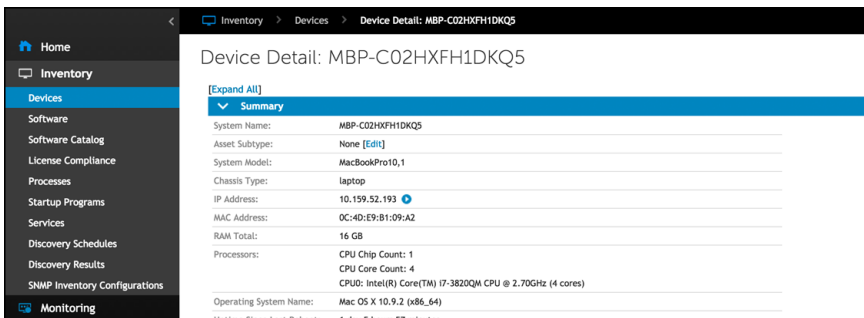 Inventory > Devices > Device Detail: MBP-C02HXFH1DKQ5
Home
Inventory
Devices
Software
Software Catalog
License Compliance
Processes
Startup Programs
Services
Discovery Schedules
Discovery Results
SNMP Inventory Configurations
Monitoring
Device Detail: MBP-C02HXFH1DKQ5
[Expand All]
Summary
System Name: MBP-C02HXFH1DKQ5
Asset Subtype: None [Edit]
System Model: MacBookPro10,1
Chassis Type: laptop
IP Address: 10.159.52.193
MAC Address: 0C:4D:E9:B1:09:A2
RAM Total: 16 GB
Processors: CPU Chip Count: 1
CPU Core Count: 4
CPU0: Intel(R) Core(TM) i7-3820QM CPU @ 2.70GHz (4 cores)
Operating System Name: Mac OS X 10.9.2 (x86_64)